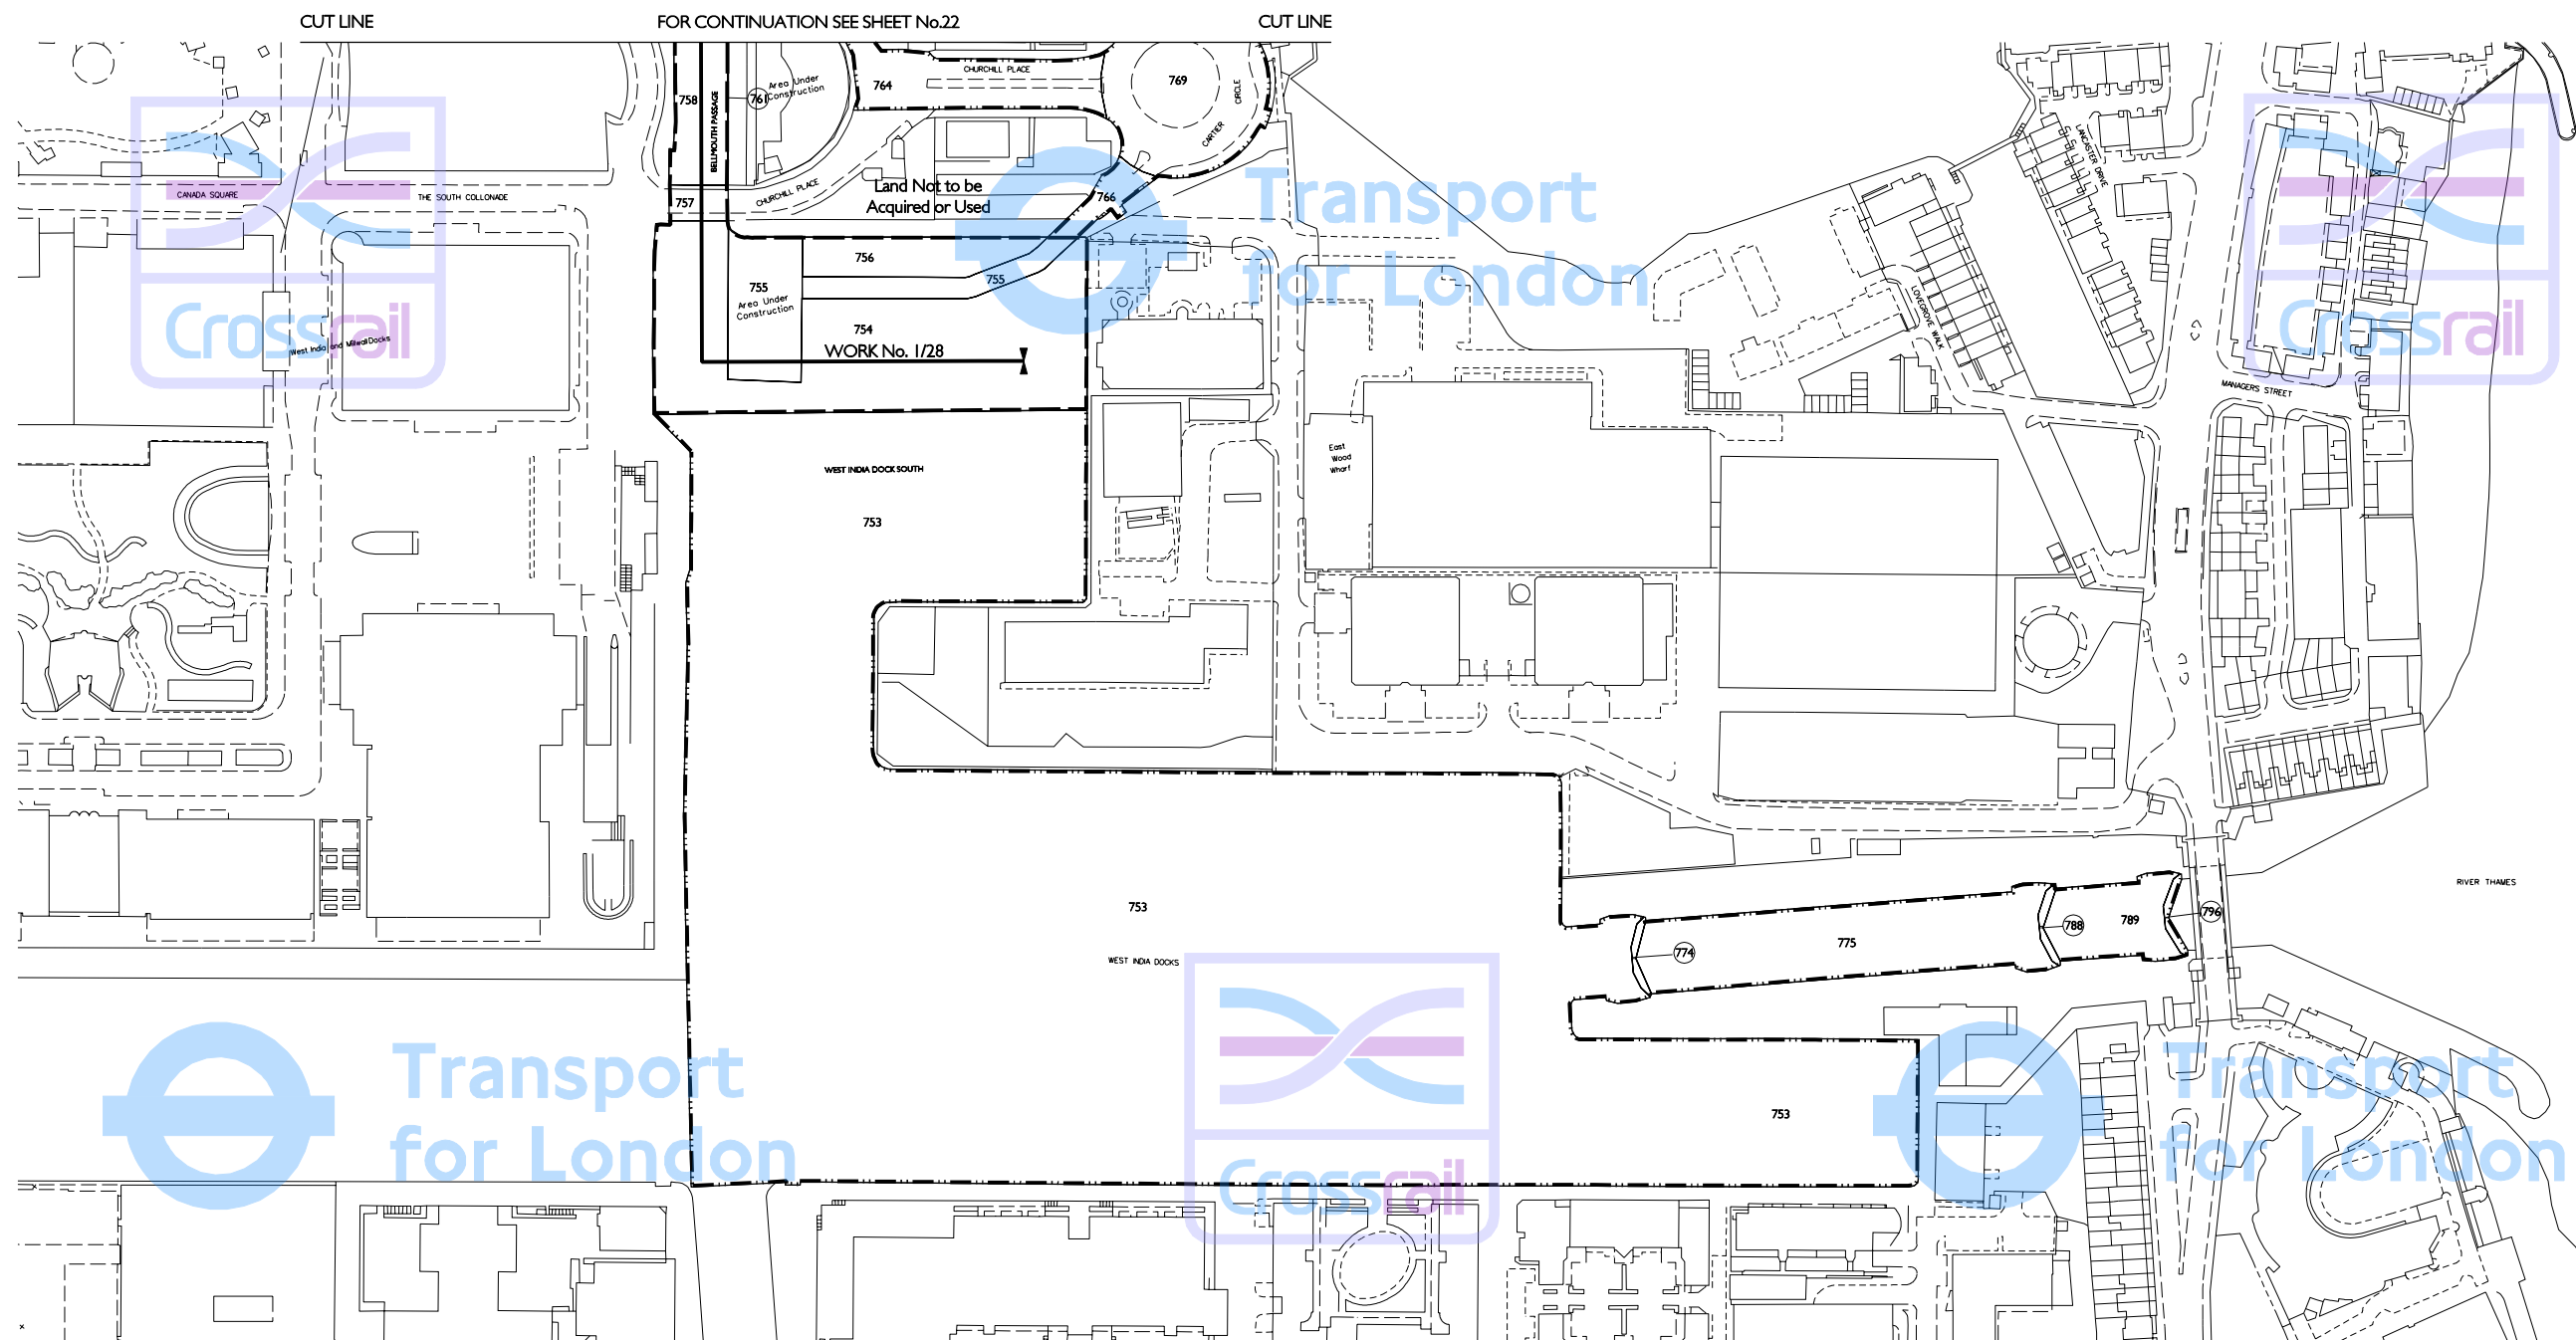 CUT LINE
FOR CONTINUATION SEE SHEET No.22
CUT LINE
CHURCHILL PLACE
764
769
CIRCLE
CARTIER
758
BELLMOUTH PASSAGE
761
Area Under
Construction
LANCASTER DRIVE
CANADA SQUARE
THE SOUTH COLLONADE
757
CHURCHILL PLACE
Land Not to be
Acquired or Used
766
Transport
for London
756
755
755
Area Under
Construction
754
WORK No. 1/28
Crossrail
West India and Millwall Docks
LOVEGROVE WALK
Crossrail
MANAGERS STREET
WEST INDIA DOCK SOUTH
753
East
Wood
Wharf
753
WEST INDIA DOCKS
774
775
788
789
796
RIVER THAMES
Transport
for London
Crossrail
753
Transport
for London